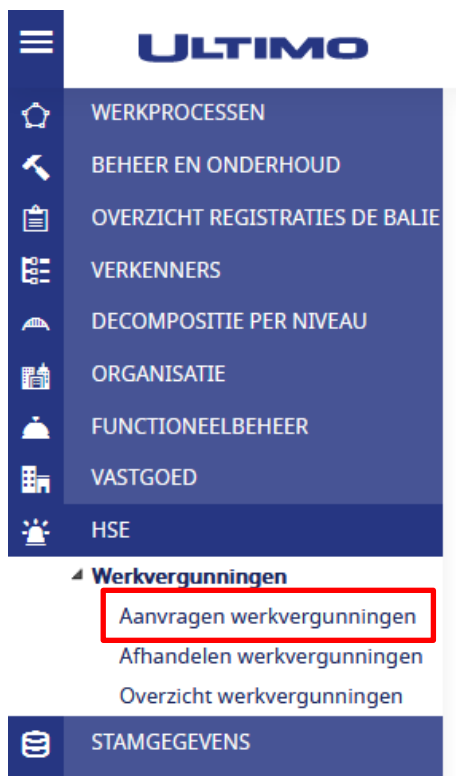 ULTIMO
WERKPROCESSEN
BEHEER EN ONDERHOUD
OVERZICHT REGISTRATIES DE BALIE
VERKENNERS
DECOMPOSITIE PER NIVEAU
ORGANISATIE
FUNCTIONEELBEHEER
VASTGOED
HSE
Werkvergunningen
Aanvragen werkvergunningen
Afhandelen werkvergunningen
Overzicht werkvergunningen
STAMGEGEVENS